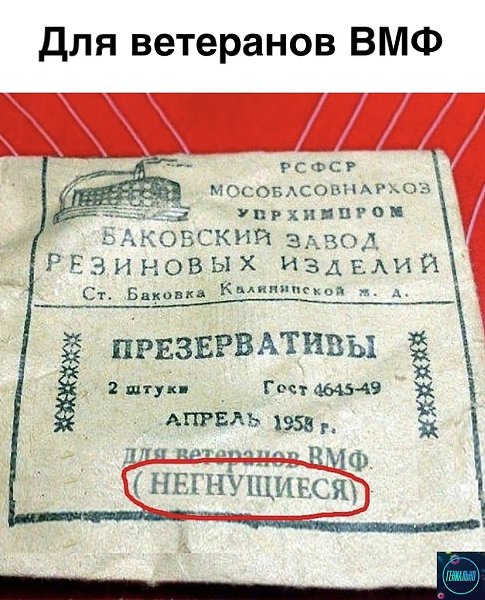 Для ветеранов ВМФ
РСФСР
МОСОБЛСОВНАРХОЗ
УПРХИМПРОМ
БАКОВСКИЙ ЗАВОД
РЕЗИНОВЫХ ИЗДЕЛИЙ
Ст. Баковка Калининской ж. д.
ПРЕЗЕРВАТИВЫ
2 штуки Гост 4645-49
АПРЕЛЬ 1958 г.
для ветеранов ВМФ
(НЕГНУЩИЕСЯ)
ГЕНИАЛЬНО